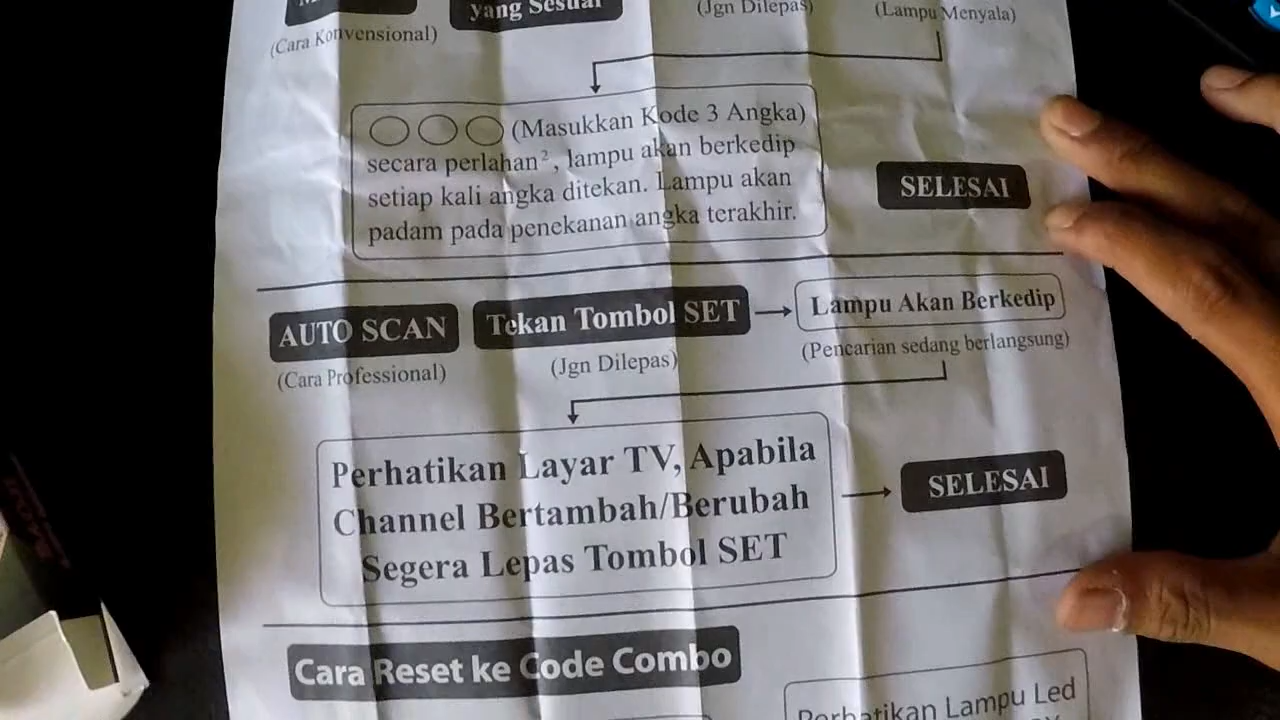 yang Sesuai
(Jgn Dilepas)
(Lampu Menyala)
(Cara Konvensional)
(Masukkan Kode 3 Angka)
secara perlahan², lampu akan berkedip
setiap kali angka ditekan. Lampu akan
padam pada penekanan angka terakhir.
SELESAI
AUTO SCAN
Tekan Tombol SET
Lampu Akan Berkedip
(Cara Professional)
(Jgn Dilepas)
(Pencarian sedang berlangsung)
Perhatikan Layar TV, Apabila
Channel Bertambah/Berubah
Segera Lepas Tombol SET
SELESAI
Cara Reset ke Code Combo
Perhatikan Lampu Led